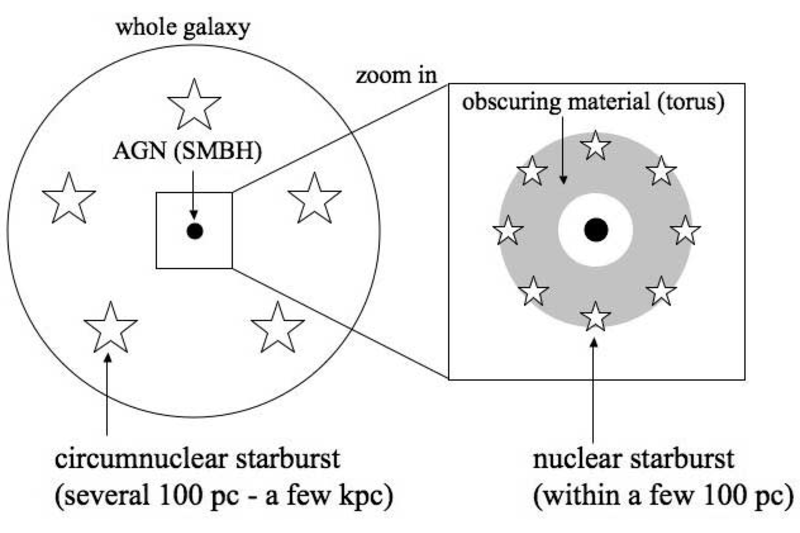 whole galaxy
zoom in
obscuring material (torus)
AGN (SMBH)
circumnuclear starburst
(several 100 pc - a few kpc)
nuclear starburst
(within a few 100 pc)